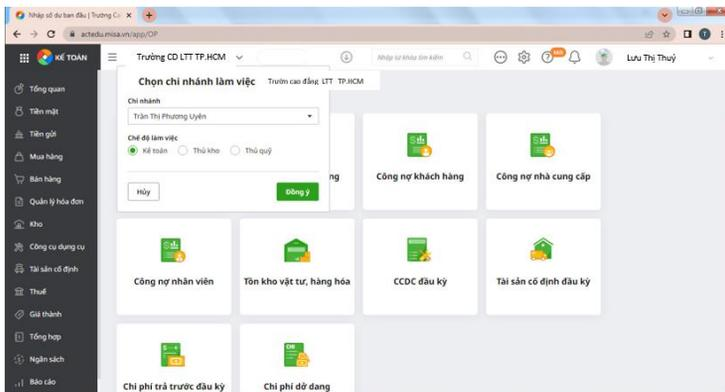 Nhập số dư ban đầu | Trường Ca
actedu.misa.vn/app/OP
KẾ TOÁN
Trường CD LTT TP.HCM
Nhập từ khóa tìm kiếm
Lưu Thị Thuý
Chọn chi nhánh làm việc
Trườn cao đẳng LTT TP.HCM
Chi nhánh
Trần Thị Phương Uyên
Chế độ làm việc
Kế toán
Thủ kho
Thủ quỹ
Hủy
Đồng ý
Tổng quan
Tiền mặt
Tiền gửi
Mua hàng
Bán hàng
Quản lý hóa đơn
Kho
Công cụ dụng cụ
Tài sản cố định
Thuế
Giá thành
Tổng hợp
Ngân sách
Báo cáo
ng
Công nợ khách hàng
Công nợ nhà cung cấp
Công nợ nhân viên
Tồn kho vật tư, hàng hóa
CCDC đầu kỳ
Tài sản cố định đầu kỳ
CHI
Chi phí trả trước đầu kỳ
Chi phí dở dang